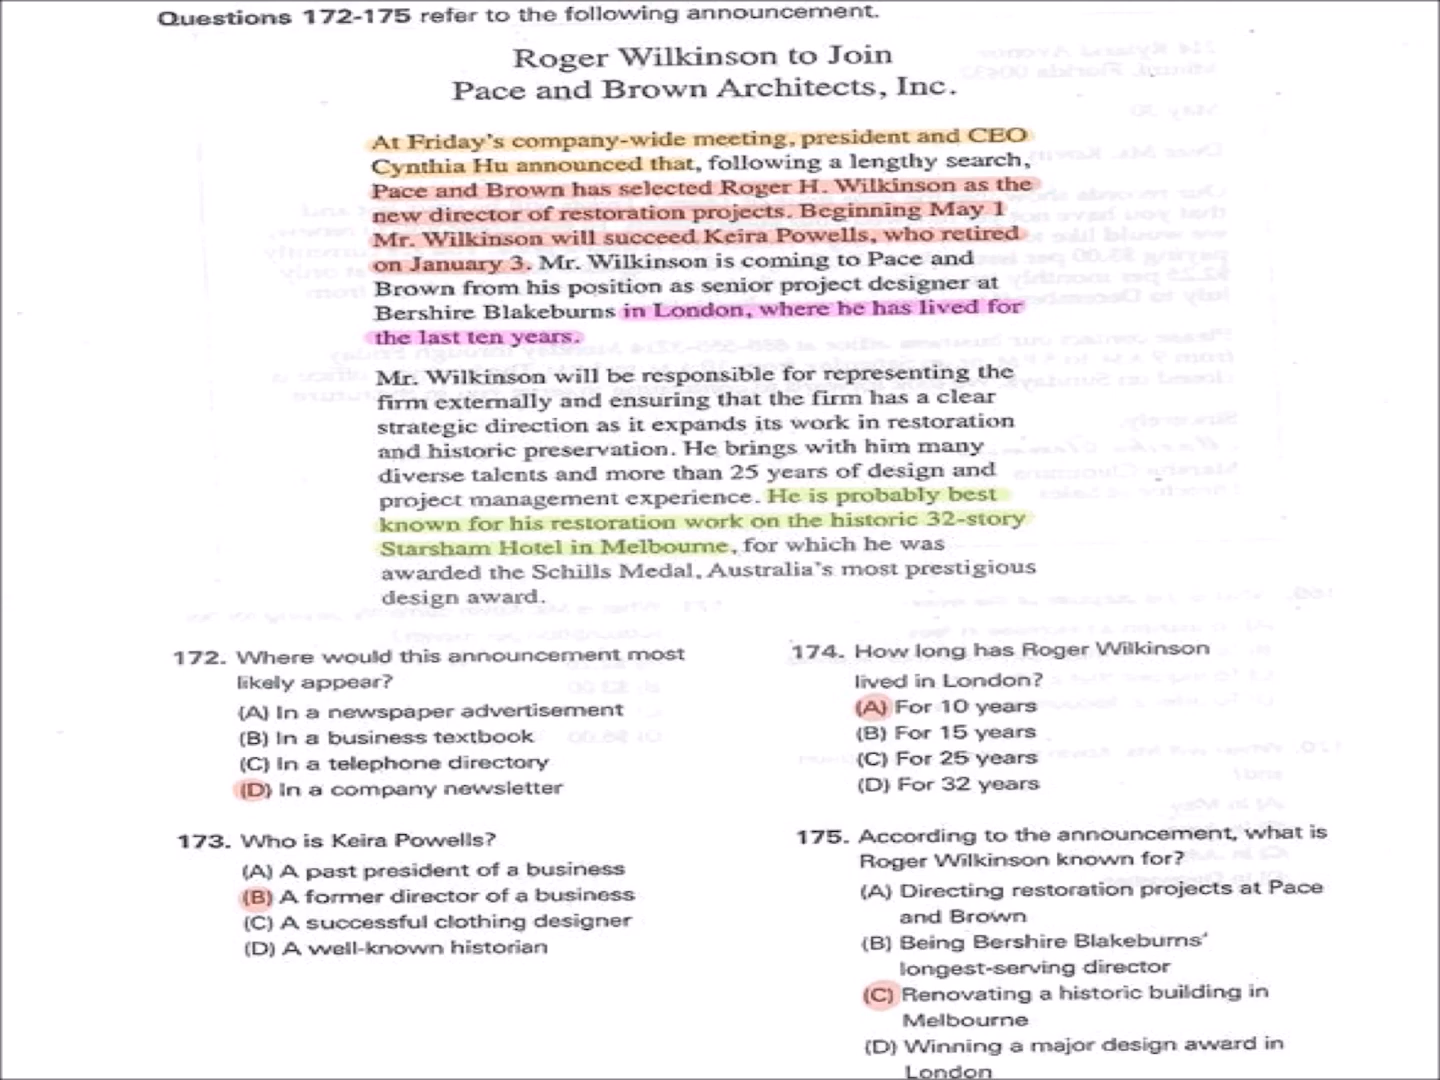 Questions 172-175 refer to the following announcement.
Roger Wilkinson to Join
Pace and Brown Architects, Inc.
At Friday's company-wide meeting, president and CEO
Cynthia Hu announced that, following a lengthy search,
Pace and Brown has selected Roger H. Wilkinson as the
new director of restoration projects. Beginning May 1
Mr. Wilkinson will succeed Keira Powells, who retired
on January 3. Mr. Wilkinson is coming to Pace and
Brown from his position as senior project designer at
Bershire Blakeburns in London, where he has lived for
the last ten years.
Mr. Wilkinson will be responsible for representing the
firm externally and ensuring that the firm has a clear
strategic direction as it expands its work in restoration
and historic preservation. He brings with him many
diverse talents and more than 25 years of design and
project management experience. He is probably best
known for his restoration work on the historic 32-story
Starsham Hotel in Melbourne, for which he was
awarded the Schills Medal, Australia's most prestigious
design award.
172. Where would this announcement most
likely appear?
(A) In a newspaper advertisement
(B) In a business textbook
(C) In a telephone directory
(D) In a company newsletter
173. Who is Keira Powells?
(A) A past president of a business
(B) A former director of a business
(C) A successful clothing designer
(D) A well-known historian
174. How long has Roger Wilkinson
lived in London?
(A) For 10 years
(B) For 15 years
(C) For 25 years
(D) For 32 years
175. According to the announcement, what is
Roger Wilkinson known for?
(A) Directing restoration projects at Pace
and Brown
(B) Being Bershire Blakeburns'
longest-serving director
(C) Renovating a historic building in
Melbourne
(D) Winning a major design award in
London